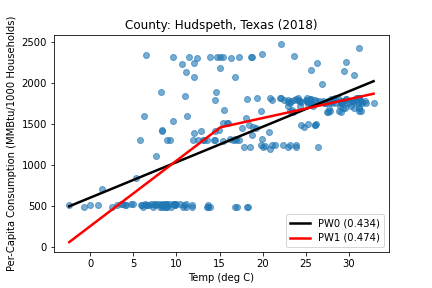 County: Hudspeth, Texas (2018)
Per-Capita Consumption (MMBtu/1000 Households)
2500
2000
1500
1000
500
0
PW0 (0.434)
PW1 (0.474)
0 5 10 15 20 25 30
Temp (deg C)